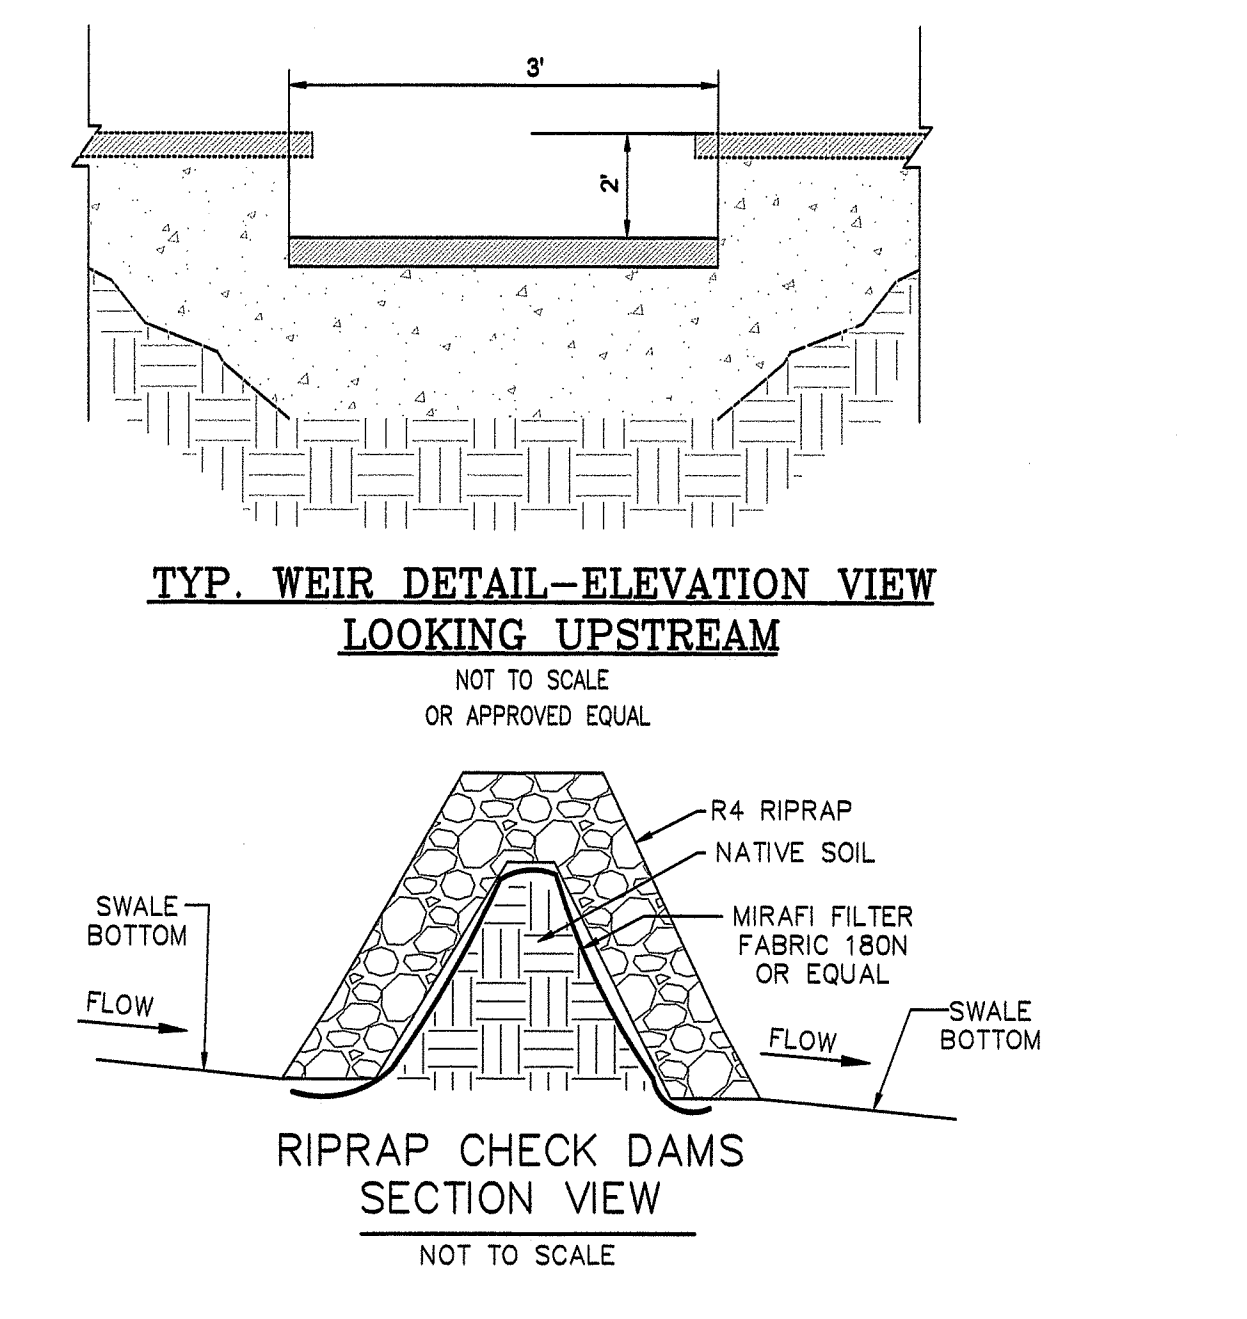 3'
2'
TYP. WEIR DETAIL-ELEVATION VIEW
LOOKING UPSTREAM
NOT TO SCALE
OR APPROVED EQUAL
R4 RIPRAP
NATIVE SOIL
MIRAFI FILTER
FABRIC 180N
OR EQUAL
SWALE
BOTTOM
FLOW
SWALE
BOTTOM
FLOW
RIPRAP CHECK DAMS
SECTION VIEW
NOT TO SCALE